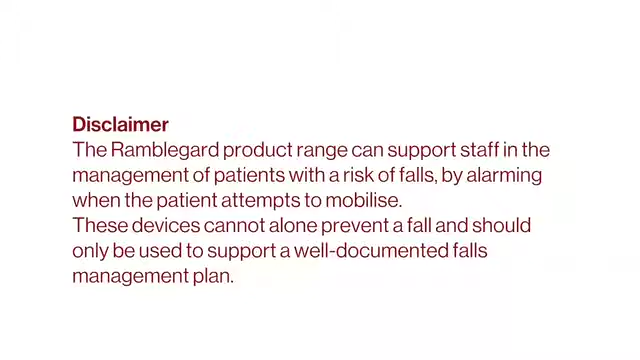 Disclaimer
The Ramblegard product range can support staff in the
management of patients with a risk of falls, by alarming
when the patient attempts to mobilise.
These devices cannot alone prevent a fall and should
only be used to support a well-documented falls
management plan.